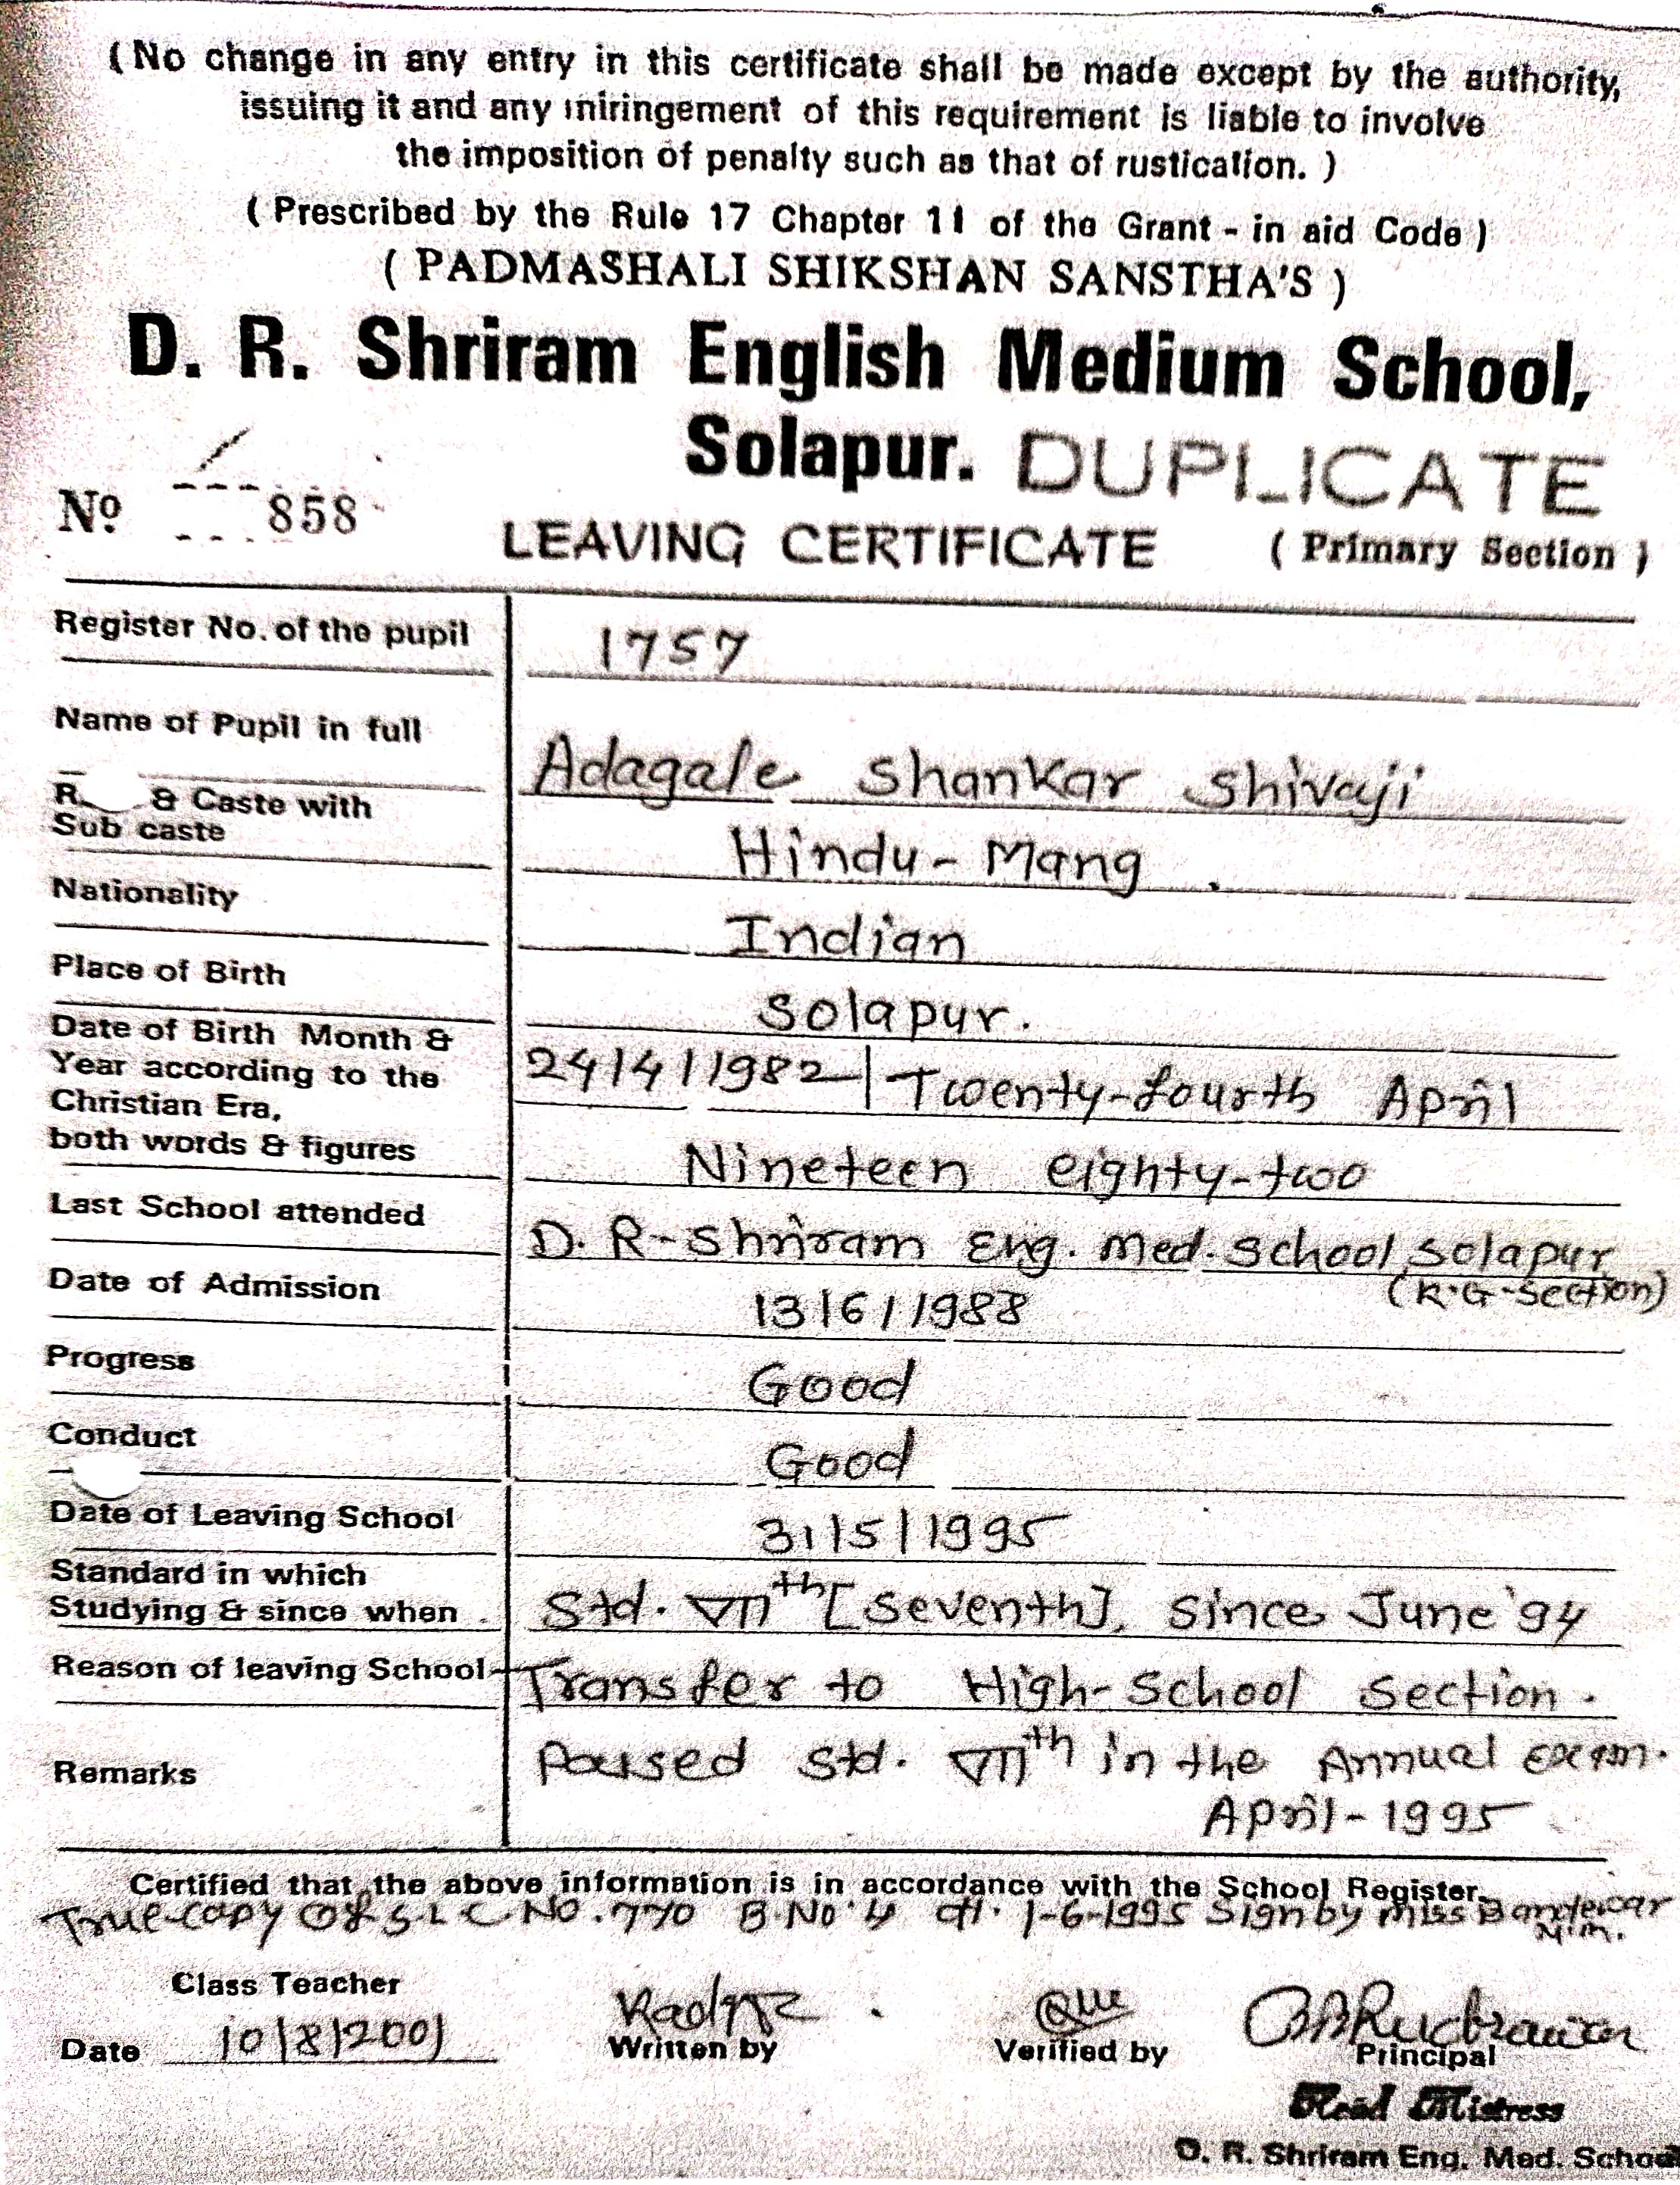 ( No change in any entry in this certificate shall be made except by the authority,
issuing it and any iniringement of this requirement is liable to involve
the imposition of penalty such as that of rustication. )
( Prescribed by the Rule 17 Chapter 11 of the Grant - in aid Code )
( PADMASHALI SHIKSHAN SANSTHA'S )
D. R. Shriram English Medium School,
Solapur. DUPLICATE
No 858
LEAVING CERTIFICATE ( Primary Section )
Register No. of the pupil 1757
Name of Pupil in full Adagale Shankar Shivaji
& Caste with
Sub caste Hindu - Mang
Nationality Indian
Place of Birth Solapur.
Date of Birth Month &
Year according to the 24/4/1982/ Twenty-fourth April
Christian Era,
both words & figures Nineteen eighty-two
Last School attended D. R. Shriram Eng. Med. School, Solapur
(K.G. Section)
Date of Admission 13/6/1988
Progress Good
Conduct Good
Date of Leaving School 31/5/1995
Standard in which
Studying & since when Std. VIIth [Seventh], Since June '94
Reason of leaving School Transfer to High-School Section.
Remarks Passed Std. VIIth in the Annual Exam.
April - 1995
Certified that the above information is in accordance with the School Register.
True copy of S L C No. 770 B. No 4 dt. 1-6-1995 Sign by Miss Bandewar
Class Teacher
Date 10/8/2001 Written by Verified by Principal
Head Mistress
D. R. Shriram Eng. Med. School